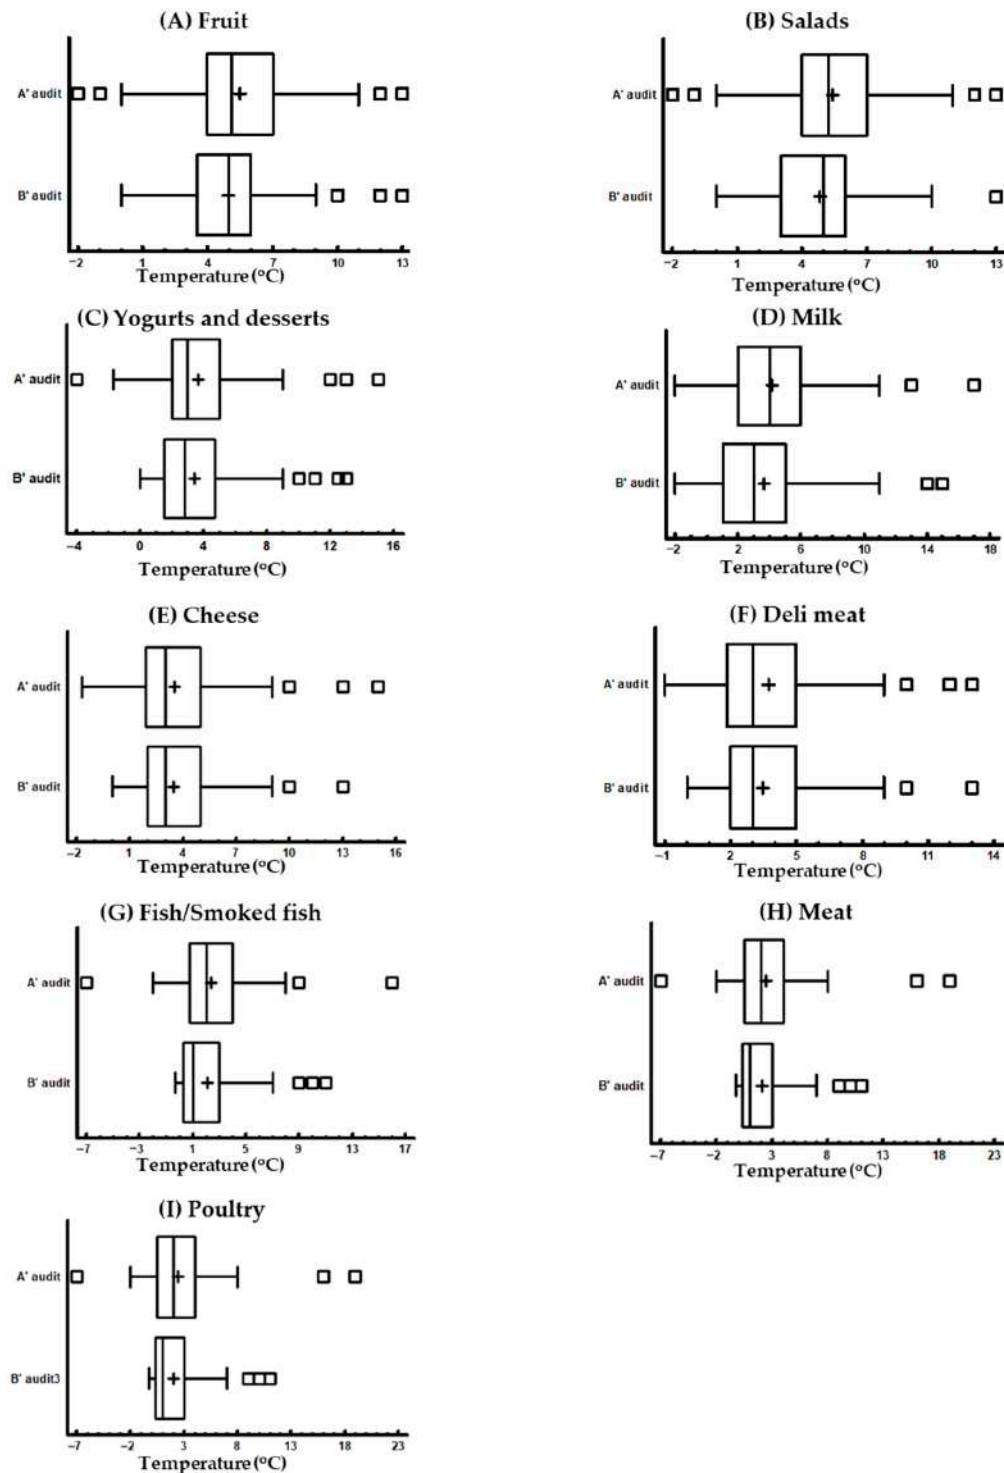 (A) Fruit
A' audit
B' audit
−2 1 4 7 10 13
Temperature (°C)
(B) Salads
A' audit
B' audit
−2 1 4 7 10 13
Temperature (°C)
(C) Yogurts and desserts
A' audit
B' audit
−4 0 4 8 12 16
Temperature (°C)
(D) Milk
A' audit
B' audit
−2 2 6 10 14 18
Temperature (°C)
(E) Cheese
A' audit
B' audit
−2 1 4 7 10 13 16
Temperature (°C)
(F) Deli meat
A' audit
B' audit
−1 2 5 8 11 14
Temperature (°C)
(G) Fish/Smoked fish
A' audit
B' audit
−7 −3 1 5 9 13 17
Temperature (°C)
(H) Meat
A' audit
B' audit
−7 −2 3 8 13 18 23
Temperature (°C)
(I) Poultry
A' audit
B' audit3
−7 −2 3 8 13 18 23
Temperature (°C)